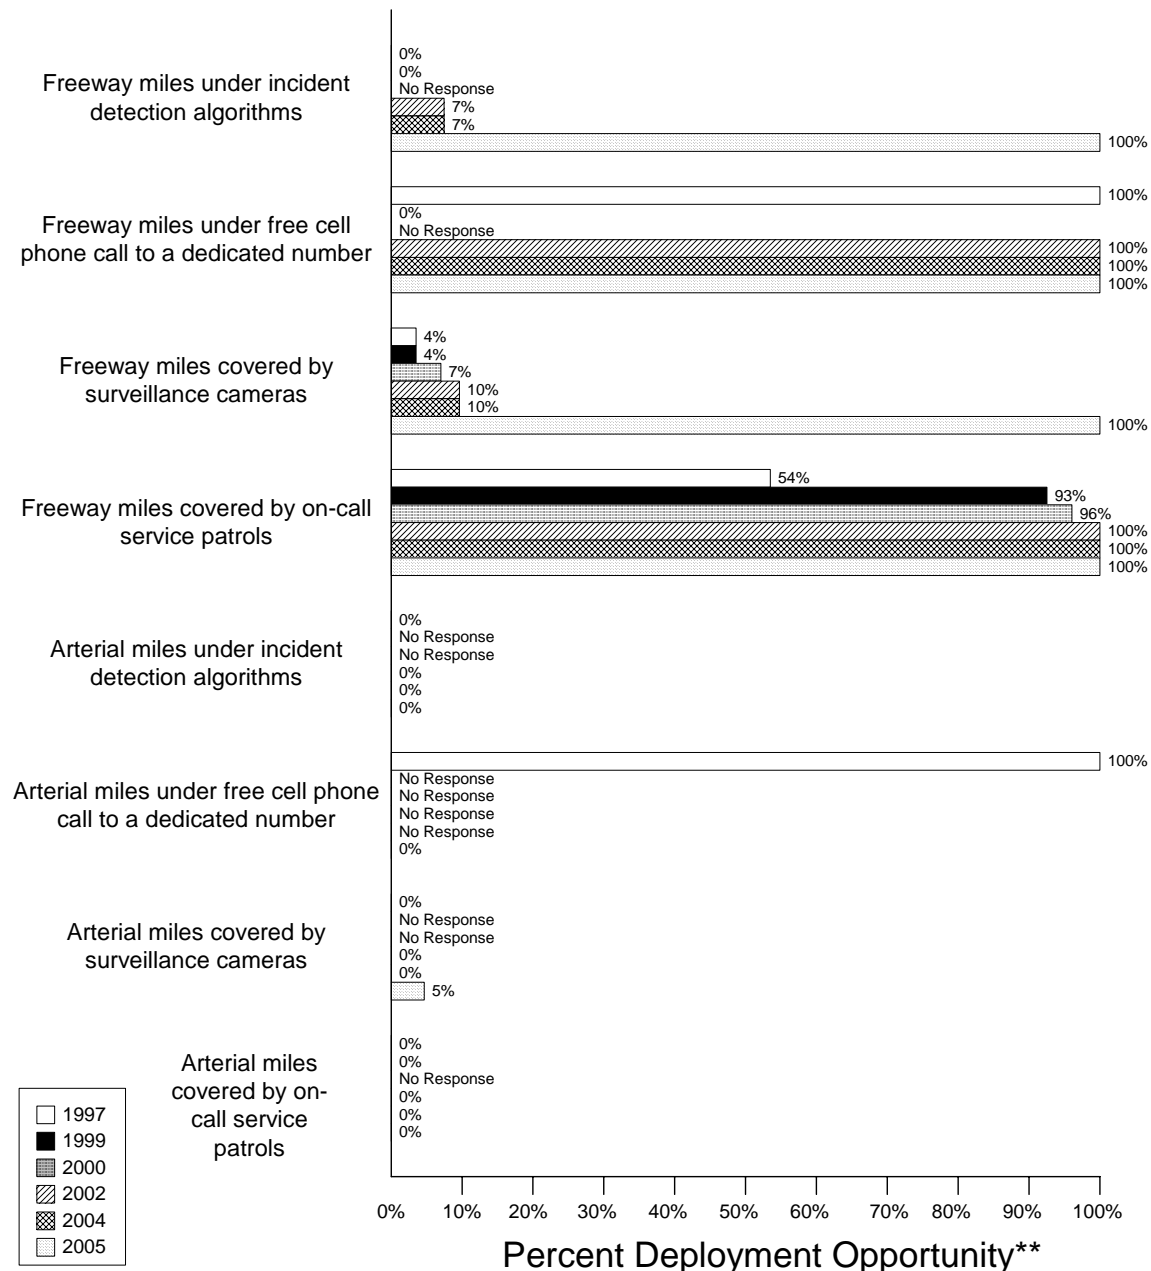 Freeway miles under incident
detection algorithms
0%
0%
No Response
7%
7%
100%
Freeway miles under free cell
phone call to a dedicated number
100%
0%
No Response
100%
100%
100%
Freeway miles covered by
surveillance cameras
4%
4%
7%
10%
10%
100%
Freeway miles covered by on-call
service patrols
54%
93%
96%
100%
100%
100%
Arterial miles under incident
detection algorithms
0%
No Response
No Response
0%
0%
0%
Arterial miles under free cell phone
call to a dedicated number
100%
No Response
No Response
No Response
No Response
0%
Arterial miles covered by
surveillance cameras
0%
No Response
No Response
0%
0%
5%
Arterial miles
covered by on-
call service
patrols
0%
0%
No Response
0%
0%
0%
1997
1999
2000
2002
2004
2005
0% 10% 20% 30% 40% 50% 60% 70% 80% 90% 100%
Percent Deployment Opportunity**